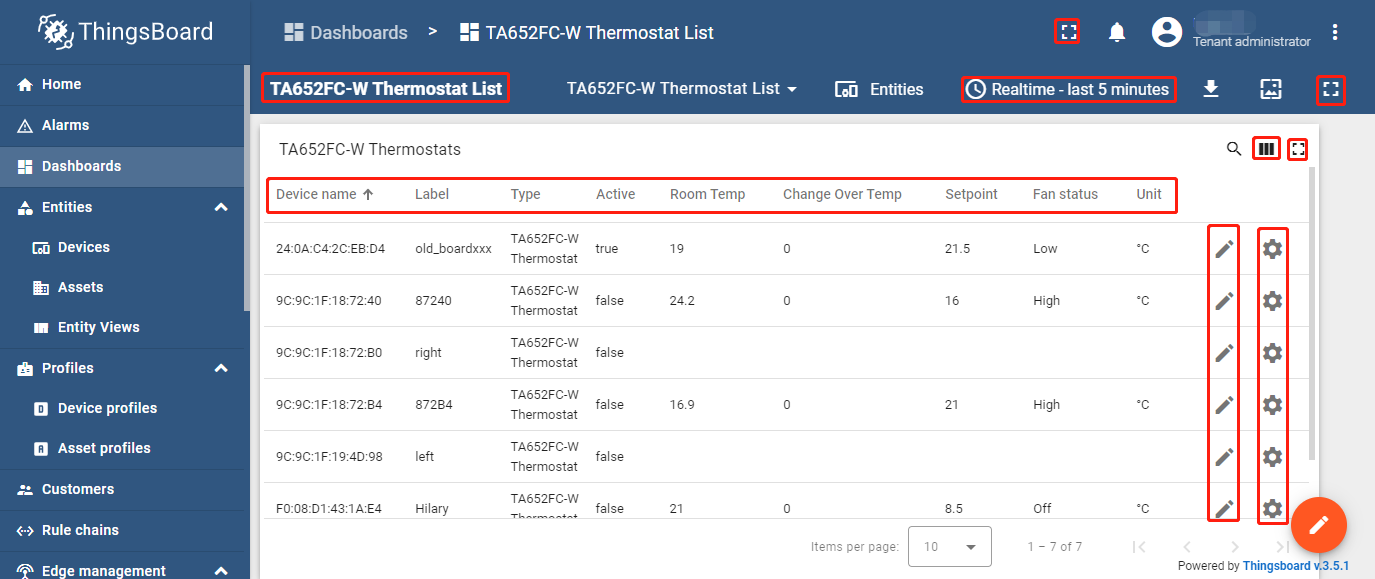 ThingsBoard
Dashboards > TA652FC-W Thermostat List
Tenant administrator
Home
Alarms
Dashboards
Entities
Devices
Assets
Entity Views
Profiles
Device profiles
Asset profiles
Customers
Rule chains
Edge management
TA652FC-W Thermostat List
TA652FC-W Thermostat List
Entities
Realtime - last 5 minutes
TA652FC-W Thermostats
Device name Label Type Active Room Temp Change Over Temp Setpoint Fan status Unit
24:0A:C4:2C:EB:D4 old_boardxxx TA652FC-W Thermostat true 19 0 21.5 Low °C
9C:9C:1F:18:72:40 87240 TA652FC-W Thermostat false 24.2 0 16 High °C
9C:9C:1F:18:72:B0 right TA652FC-W Thermostat false
9C:9C:1F:18:72:B4 872B4 TA652FC-W Thermostat false 16.9 0 21 High °C
9C:9C:1F:19:4D:98 left TA652FC-W Thermostat false
F0:08:D1:43:1A:E4 Hilary TA652FC-W Thermostat false 21 0 8.5 Off °C
Items per page: 10 1 – 7 of 7
Powered by Thingsboard v.3.5.1